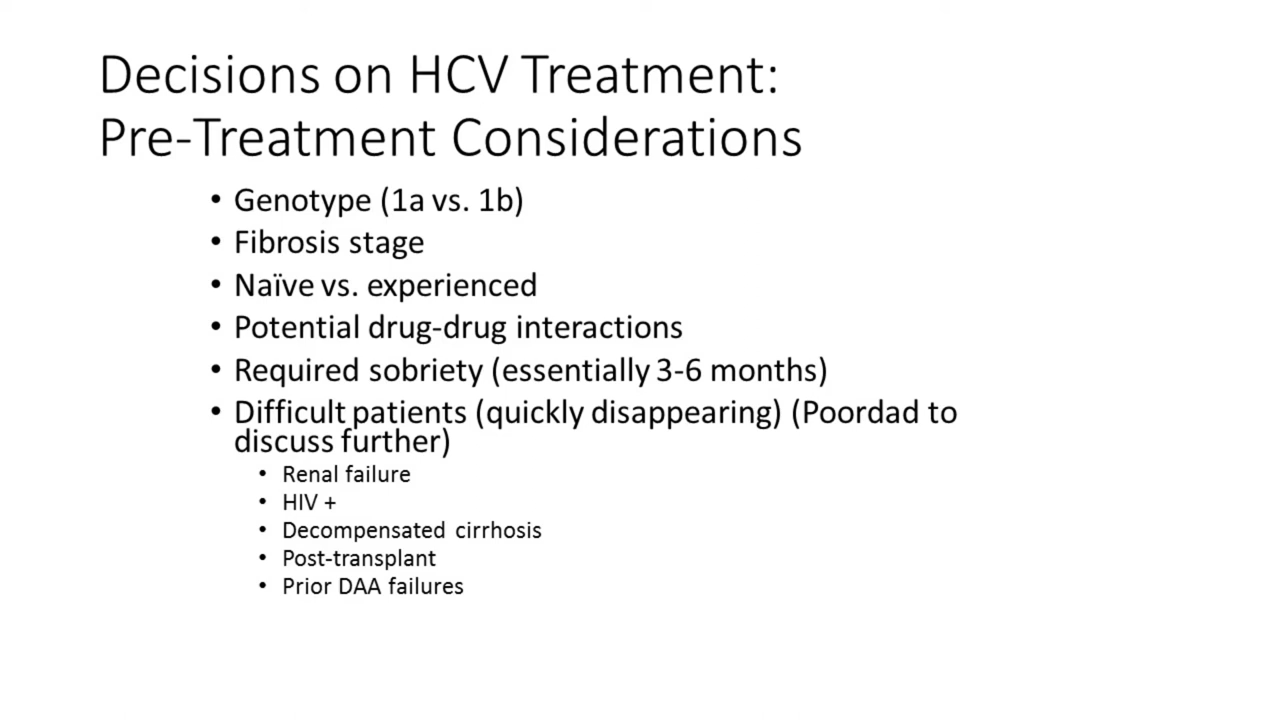 Decisions on HCV Treatment:
Pre-Treatment Considerations
• Genotype (1a vs. 1b)
• Fibrosis stage
• Naïve vs. experienced
• Potential drug-drug interactions
• Required sobriety (essentially 3-6 months)
• Difficult patients (quickly disappearing) (Poordad to
discuss further)
• Renal failure
• HIV +
• Decompensated cirrhosis
• Post-transplant
• Prior DAA failures